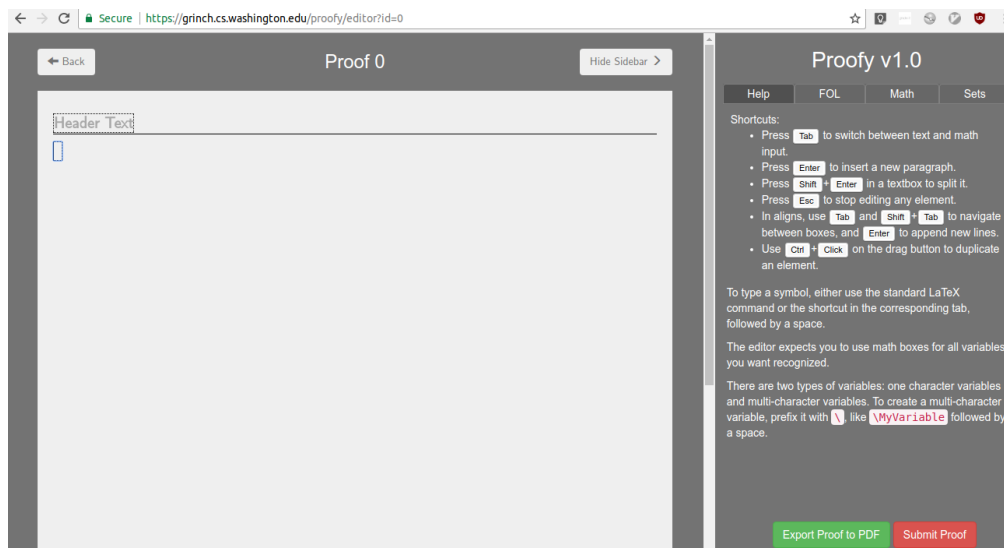 Secure | https://grinch.cs.washington.edu/proofy/editor?id=0
Back
Proof 0
Hide Sidebar
Header Text
Proofy v1.0
Help FOL Math Sets
Shortcuts:
• Press Tab to switch between text and math
input.
• Press Enter to insert a new paragraph.
• Press Shift + Enter in a textbox to split it.
• Press Esc to stop editing any element.
• In aligns, use Tab and Shift + Tab to navigate
between boxes, and Enter to append new lines.
• Use Ctrl + Click on the drag button to duplicate
an element.
To type a symbol, either use the standard LaTeX
command or the shortcut in the corresponding tab,
followed by a space.
The editor expects you to use math boxes for all variables
you want recognized.
There are two types of variables: one character variables
and multi-character variables. To create a multi-character
variable, prefix it with \, like \MyVariable followed by
a space.
Export Proof to PDF Submit Proof